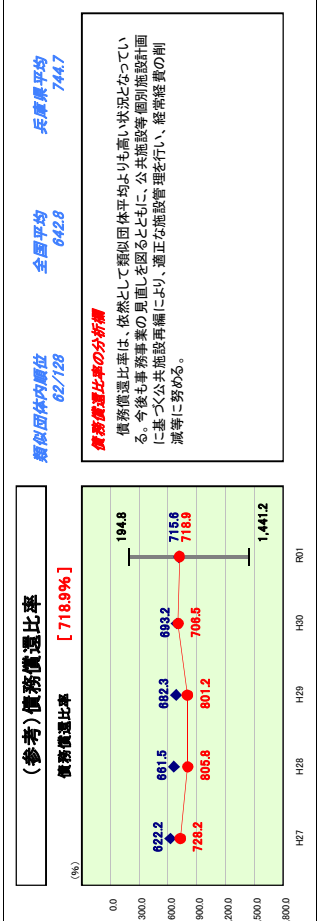 (参考)債務償還比率
債務償還比率 [ 718.9% ]
類似団体内順位 全国平均 兵庫県平均
62/128 642.8 744.7
(%)
0.0
300.0
600.0
900.0
,200.0
,500.0
,800.0
622.2
661.5
682.3
693.2
715.6
728.2
805.8
801.2
706.5
718.9
194.8
1,441.2
H27 H28 H29 H30 R01
債務償還比率の分析欄
債務償還比率は、依然として類似団体平均よりも高い状況となってい
る。今後も事務事業の見直しを図るとともに、公共施設等個別施設計画
に基づく公共施設再編により、適正な施設管理を行い、経常経費の削
減等に努める。